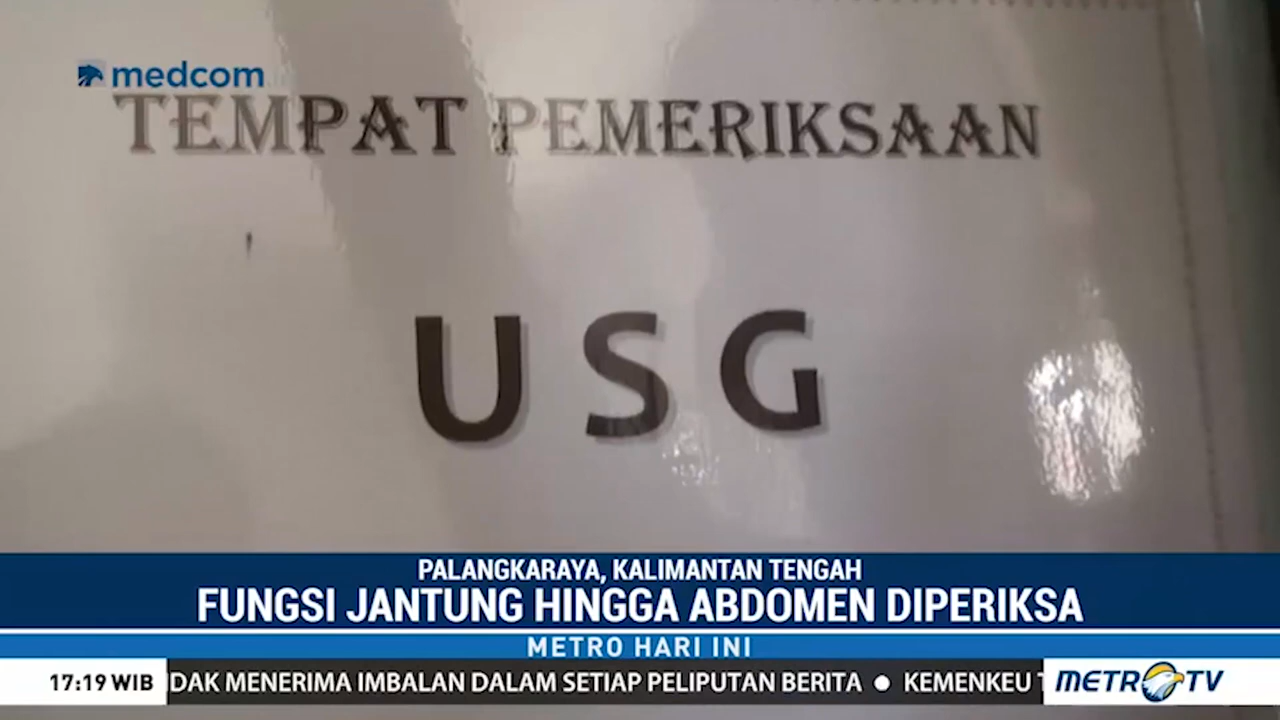 medcom
TEMPAT PEMERIKSAAN
USG
PALANGKARAYA, KALIMANTAN TENGAH
FUNGSI JANTUNG HINGGA ABDOMEN DIPERIKSA
METRO HARI INI
17:19 WIB
DAK MENERIMA IMBALAN DALAM SETIAP PELIPUTAN BERITA ● KEMENKEU
METRO TV